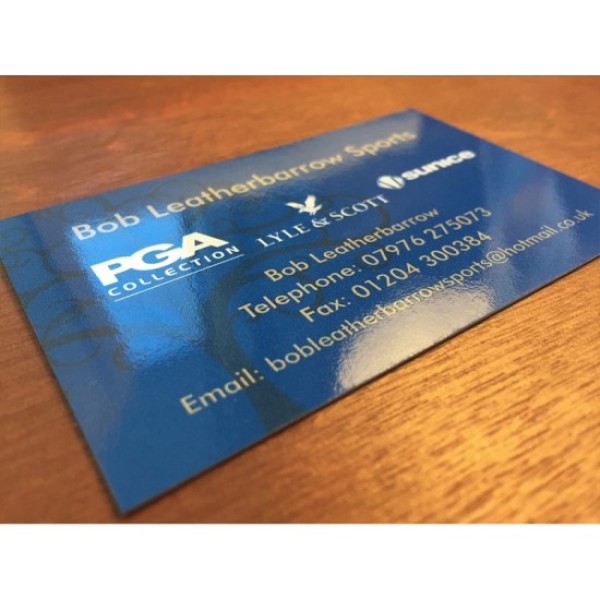 Bob Leatherbarrow Sports
PGA
COLLECTION
LYLE & SCOTT
sunice
Bob Leatherbarrow
Telephone: 07976 275073
Fax: 01204 300384
Email: bobleatherbarrowsports@hotmail.co.uk